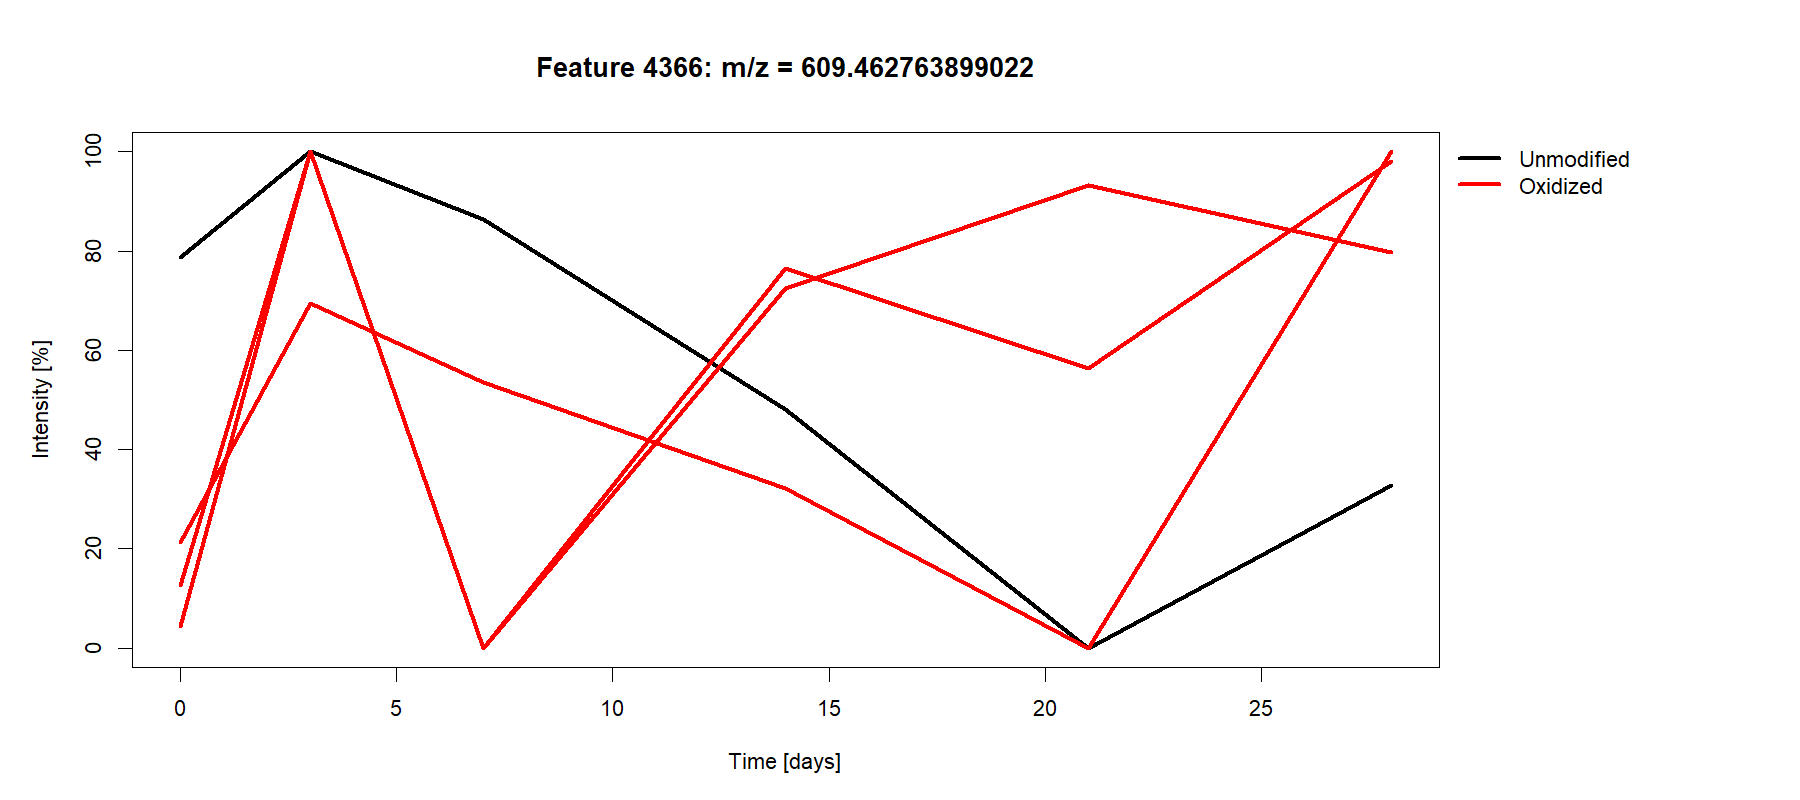 Feature 4366: m/z = 609.462763899022
Unmodified
Oxidized
Intensity [%]
100
80
60
40
20
0
0 5 10 15 20 25
Time [days]